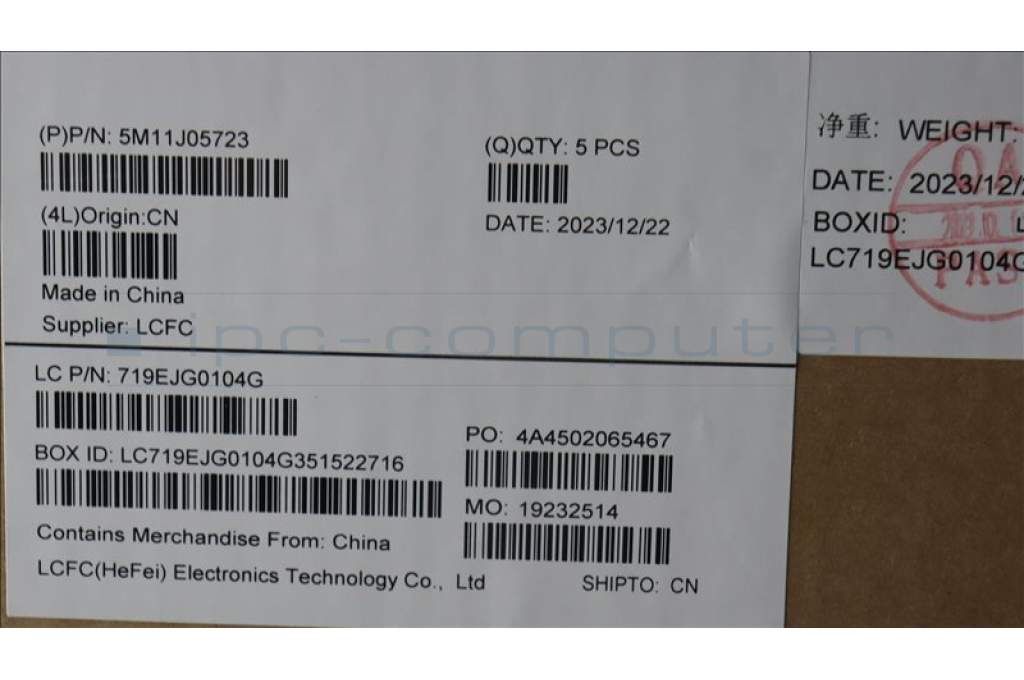 (P)P/N: 5M11J05723
(Q)QTY: 5 PCS
(4L)Origin:CN
DATE: 2023/12/22
Made in China
Supplier: LCFC
ipc-computer
LC P/N: 719EJG0104G
PO: 4A4502065467
BOX ID: LC719EJG0104G351522716
MO: 19232514
Contains Merchandise From: China
LCFC(HeFei) Electronics Technology Co., Ltd
SHIPTO: CN
净重: WEIGHT:
DATE: 2023/12/
BOXID:
LC719EJG0104G
QA
PAS